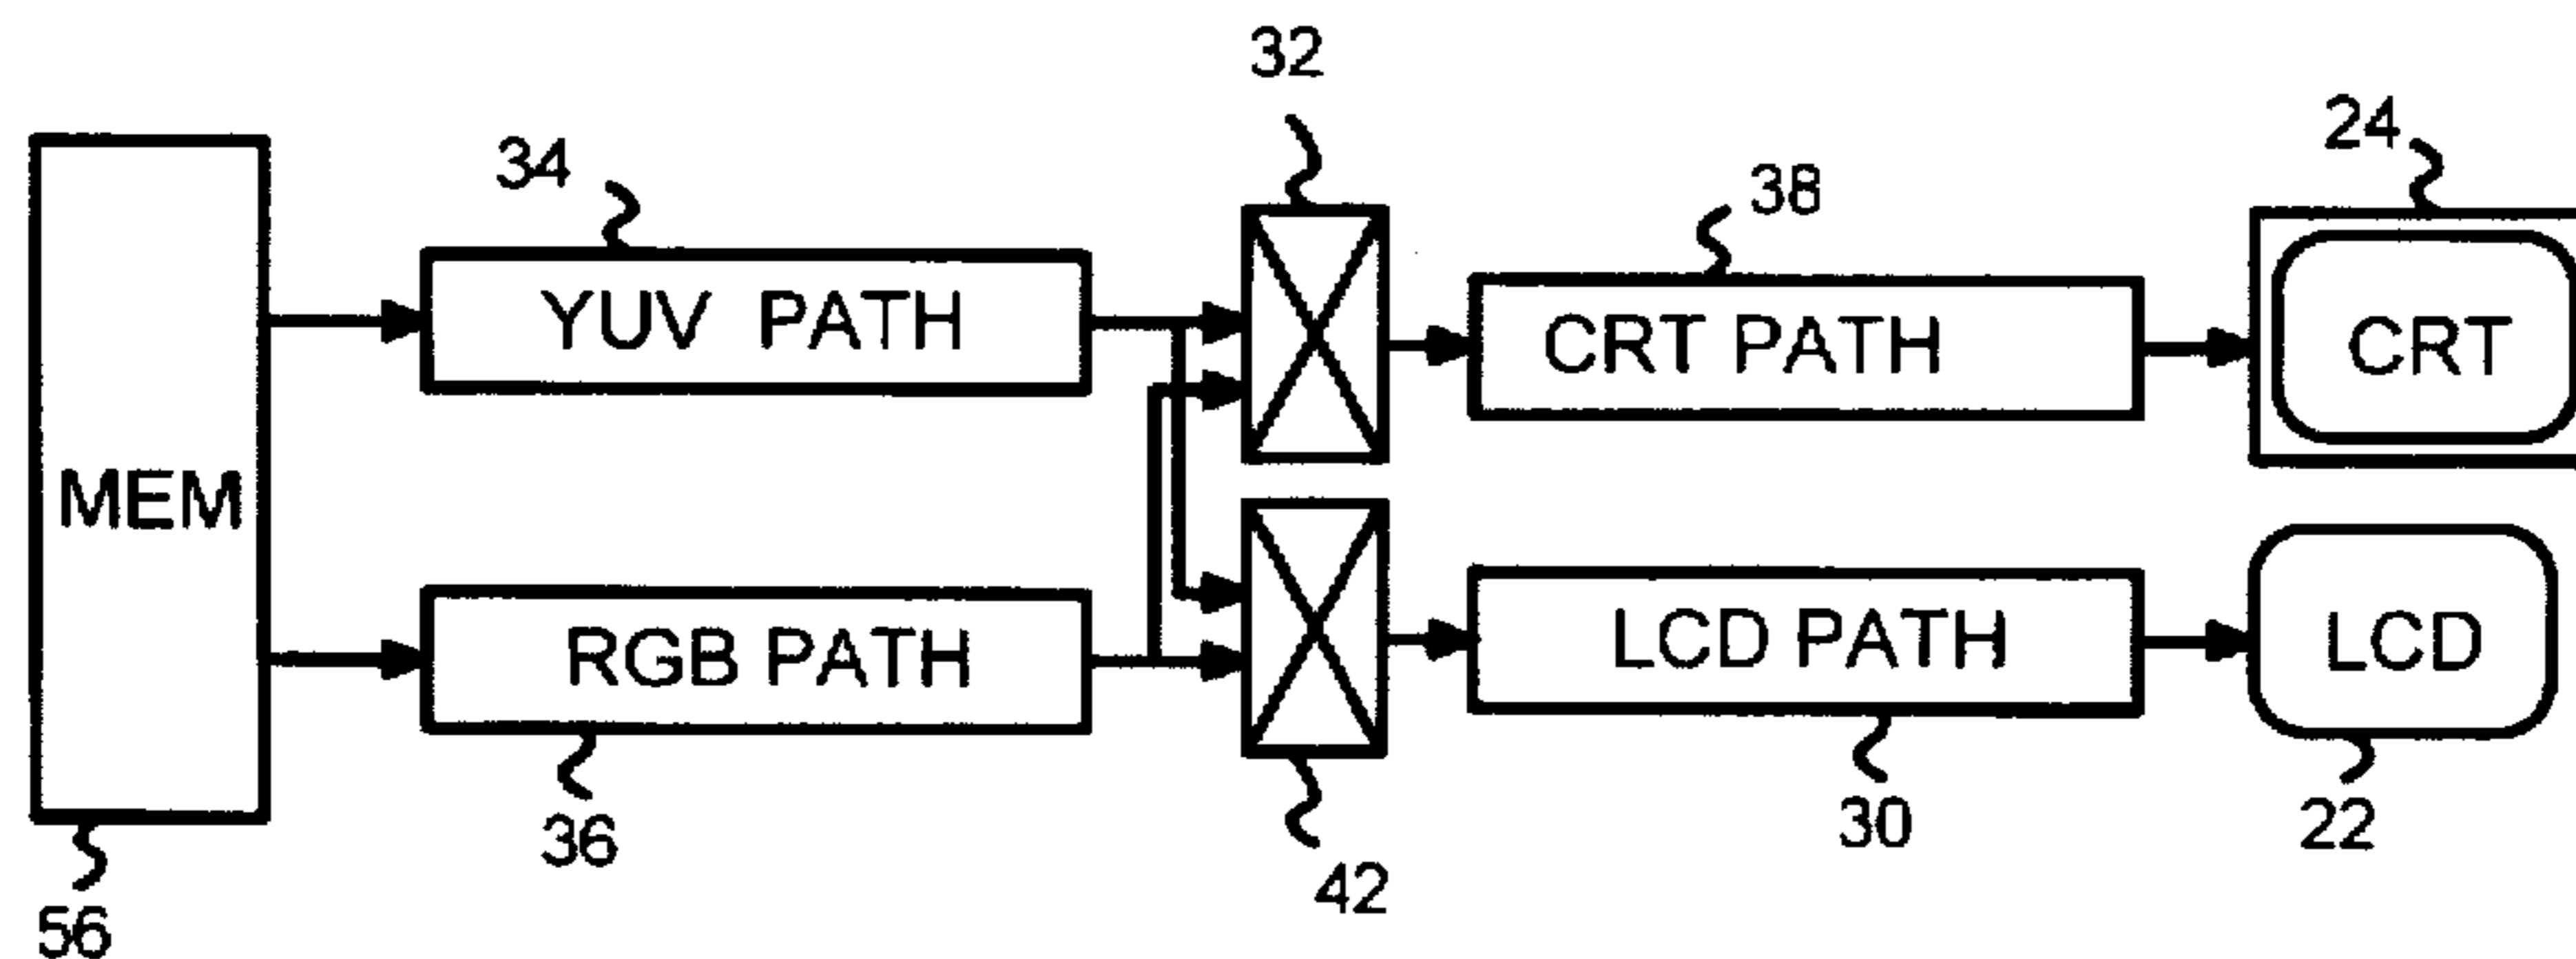 32
24
34
38
YUV PATH
CRT PATH
CRT
MEM
RGB PATH
LCD PATH
LCD
36
30
22
42
56